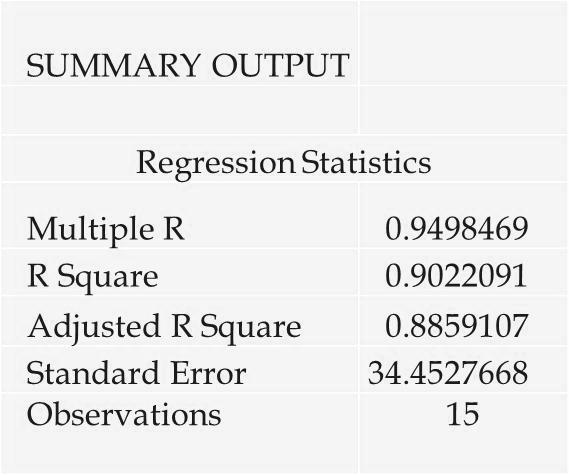 SUMMARY OUTPUT
Regression Statistics
Multiple R 0.9498469
R Square 0.9022091
Adjusted R Square 0.8859107
Standard Error 34.4527668
Observations 15